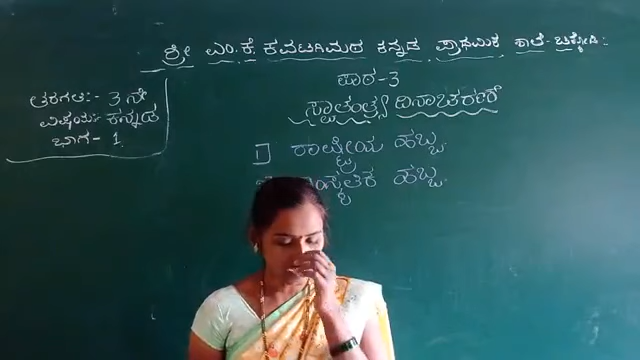 ಶ್ರೀ ಎಂ.ಕೆ. ಕವಟಗಿಮಠ ಕನ್ನಡ ಪ್ರಾಥಮಿಕ ಶಾಲೆ-
ತರಗತಿ:- 3 ನೇ
ವಿಷಯ:- ಕನ್ನಡ
ಭಾಗ- 1
ಪಾಠ-3
ಸ್ವಾತಂತ್ರ್ಯ ದಿನಾಚರಣೆ
1 ರಾಷ್ಟ್ರೀಯ ಹಬ್ಬ.
ಹಬ್ಬ.